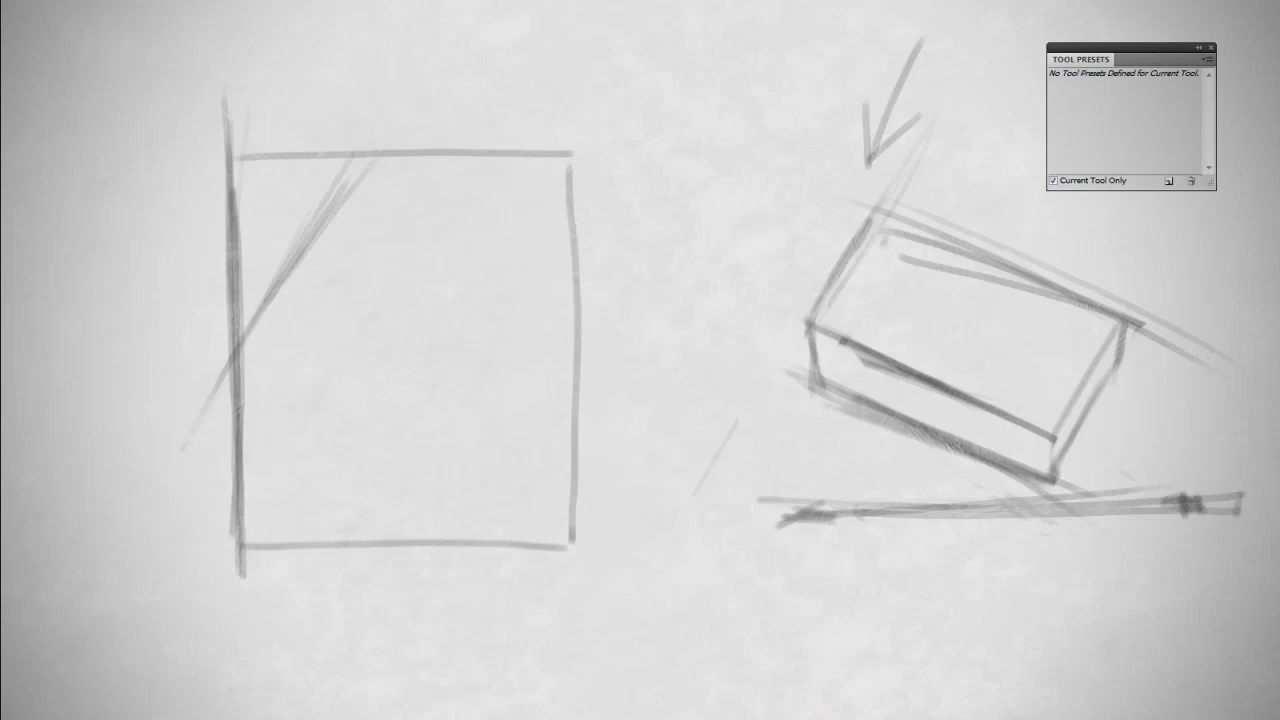 TOOL PRESETS
No Tool Presets Defined for Current Tool.
Current Tool Only